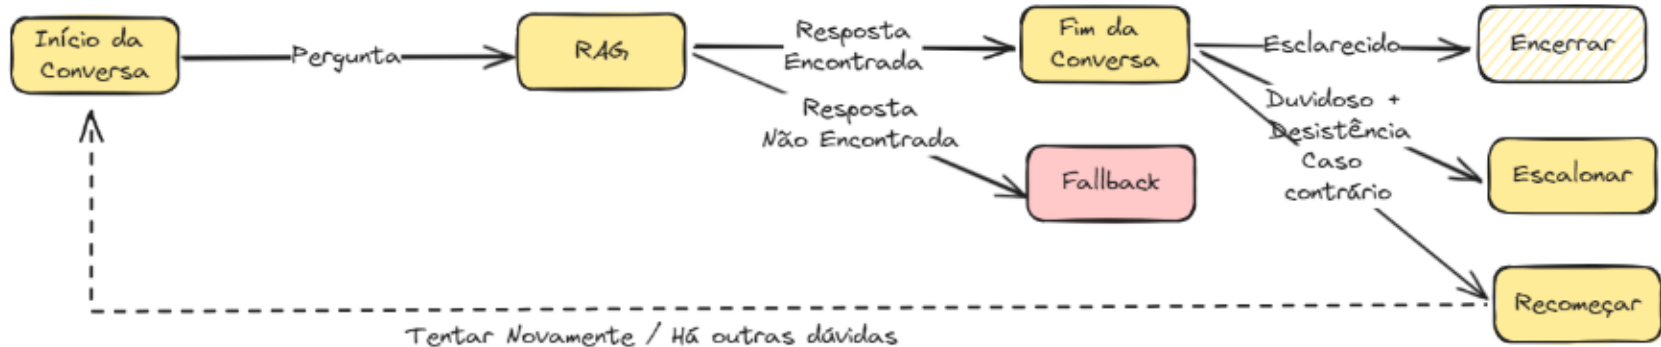 Início da
Conversa
Pergunta
RAG
Resposta
Encontrada
Resposta
Não Encontrada
Fim da
Conversa
Fallback
Esclarecido
Duvidoso +
Desistência
Caso
contrário
Encerrar
Escalonar
Recomeçar
Tentar Novamente / Há outras dúvidas